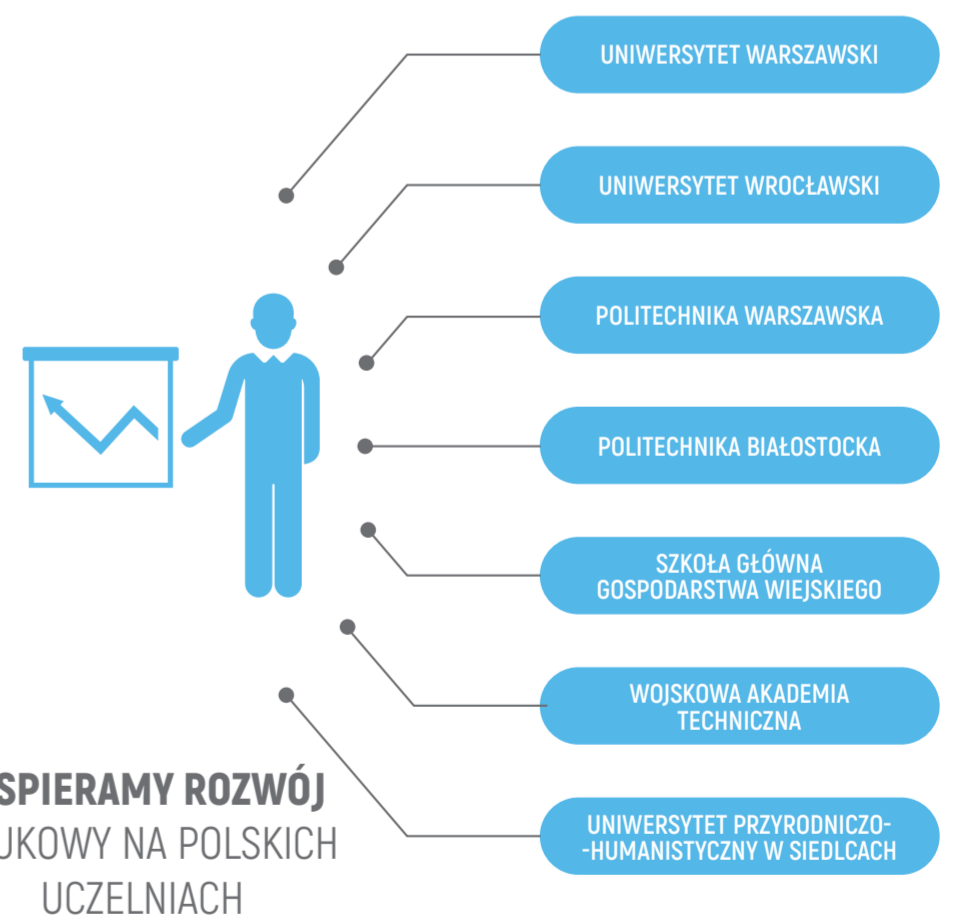 UNIWERSYTET WARSZAWSKI
UNIWERSYTET WROCŁAWSKI
POLITECHNIKA WARSZAWSKA
POLITECHNIKA BIAŁOSTOCKA
SZKOŁA GŁÓWNA
GOSPODARSTWA WIEJSKIEGO
WOJSKOWA AKADEMIA
TECHNICZNA
UNIWERSYTET PRZYRODNICZO-
-HUMANISTYCZNY W SIEDLCACH
SPIERAMY ROZWÓJ
UKOWY NA POLSKICH
UCZELNIACH